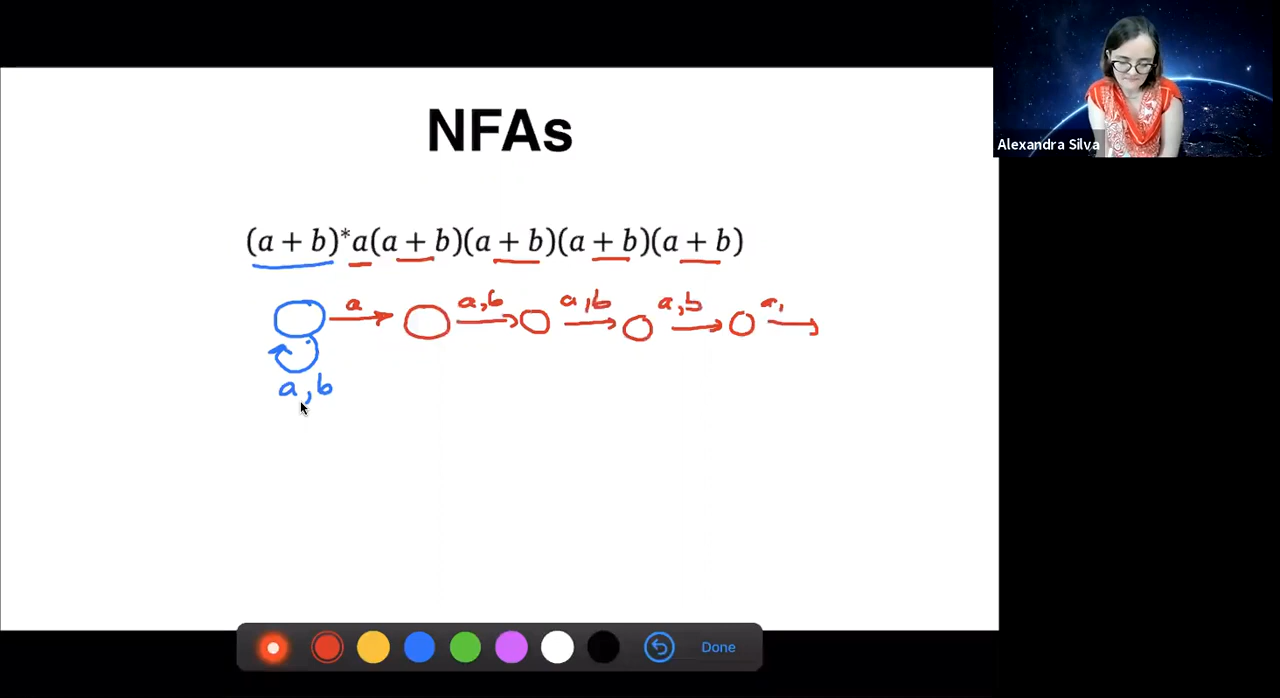 NFAs
Alexandra Silva
(a + b)*a(a + b)(a + b)(a + b)(a + b)
a a,b a,b a,b a,
a,b
Done